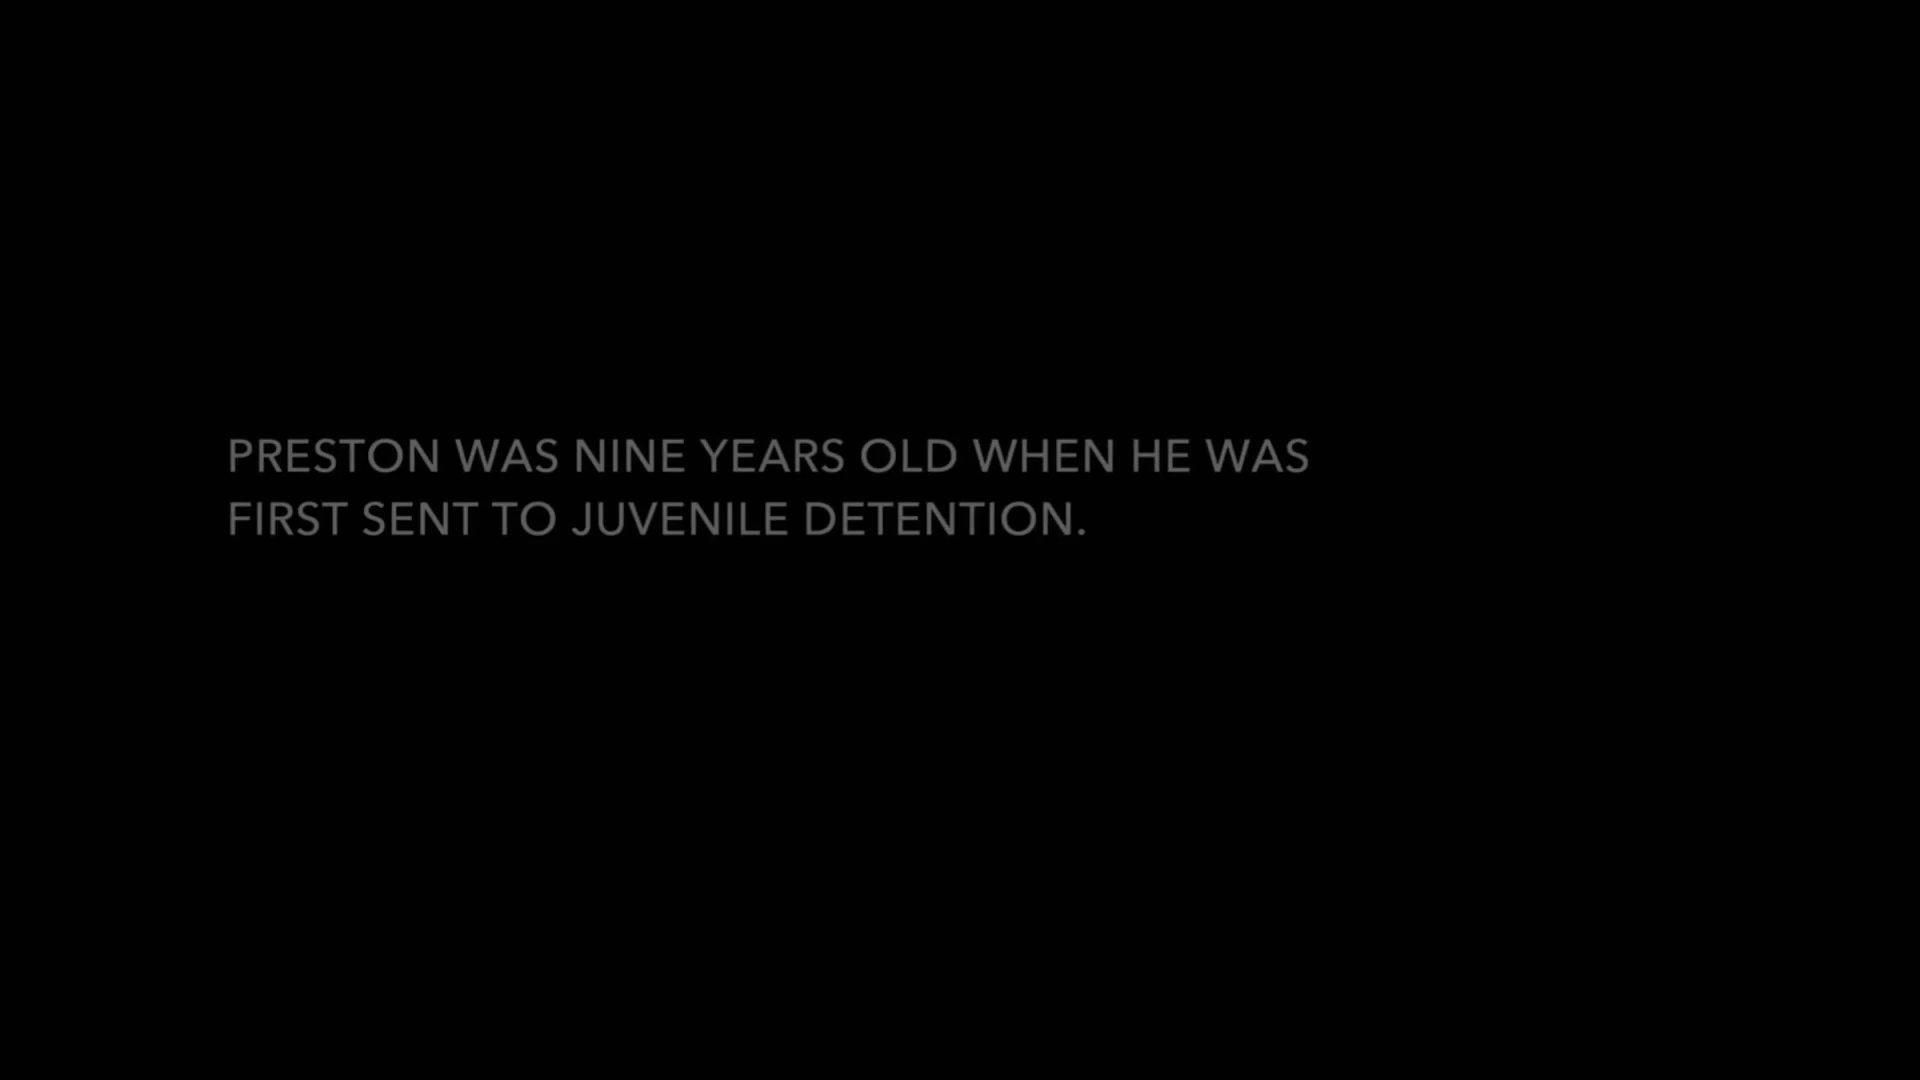 PRESTON WAS NINE YEARS OLD WHEN HE WAS
FIRST SENT TO JUVENILE DETENTION.